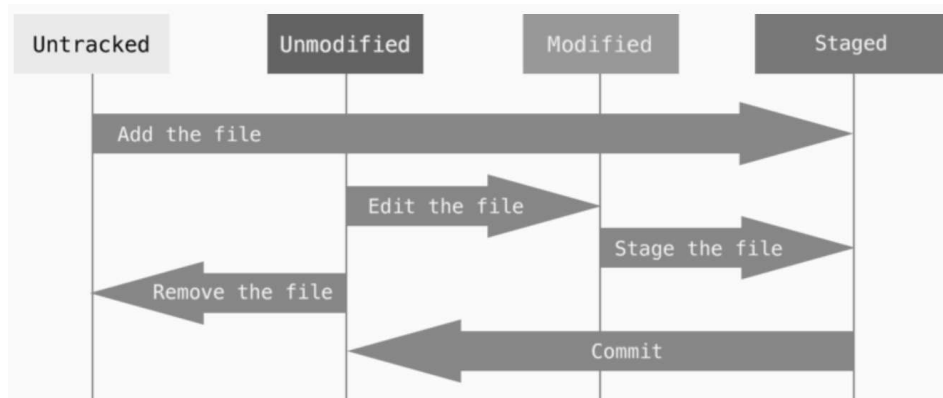 Untracked
Unmodified
Modified
Staged
Add the file
Edit the file
Stage the file
Remove the file
Commit